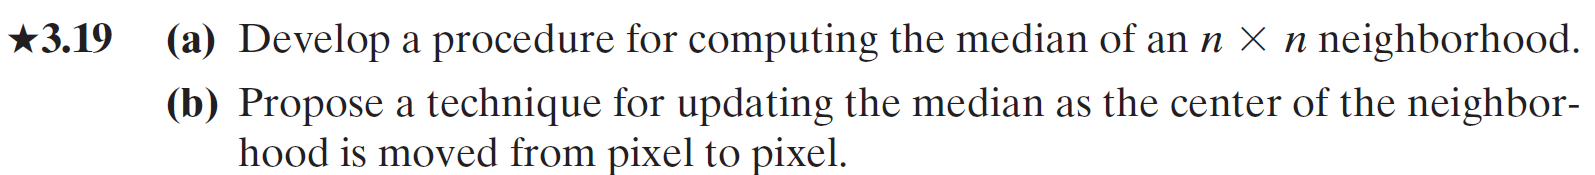 ★3.19 (a) Develop a procedure for computing the median of an n × n neighborhood.
(b) Propose a technique for updating the median as the center of the neighbor-
hood is moved from pixel to pixel.